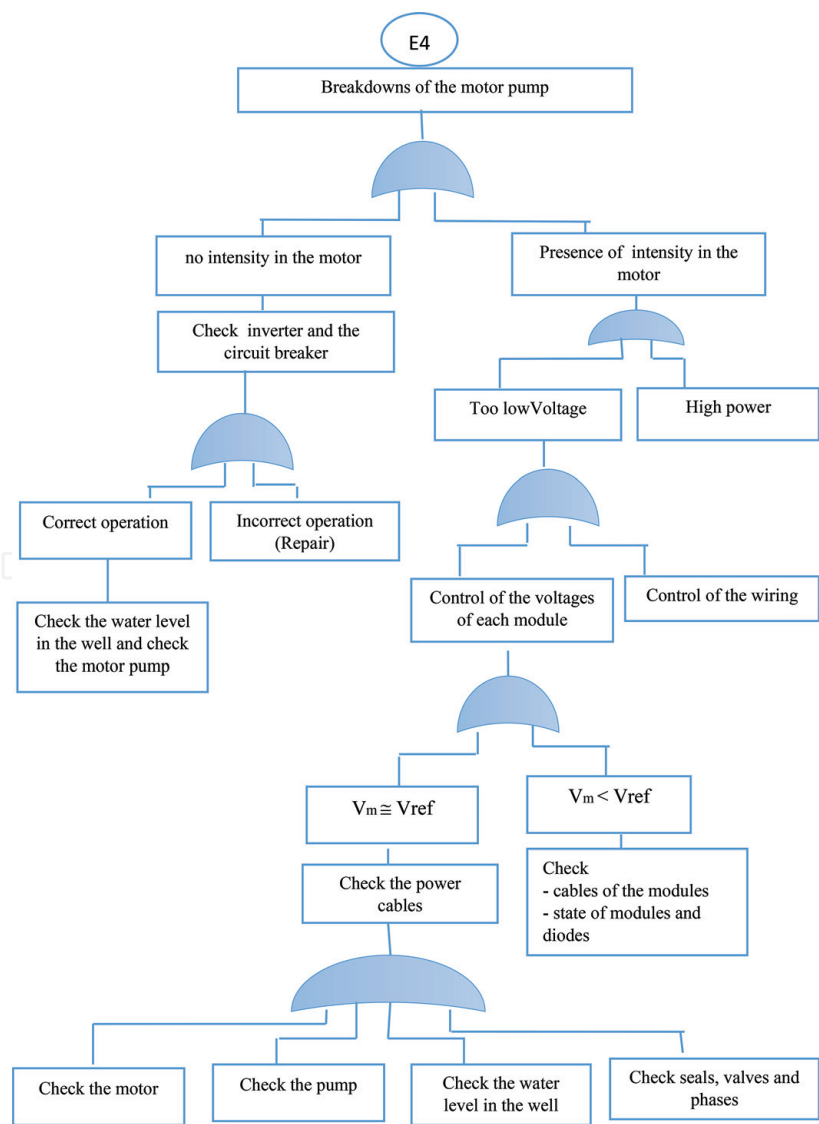 E4
Breakdowns of the motor pump
no intensity in the motor
Presence of intensity in the
motor
Check inverter and the
circuit breaker
Too lowVoltage
High power
Correct operation
Incorrect operation
(Repair)
Control of the voltages
of each module
Control of the wiring
Check the water level
in the well and check
the motor pump
Vm ≅ Vref
Vm < Vref
Check the power
cables
Check
- cables of the modules
- state of modules and
diodes
Check the motor
Check the pump
Check the water
level in the well
Check seals, valves and
phases